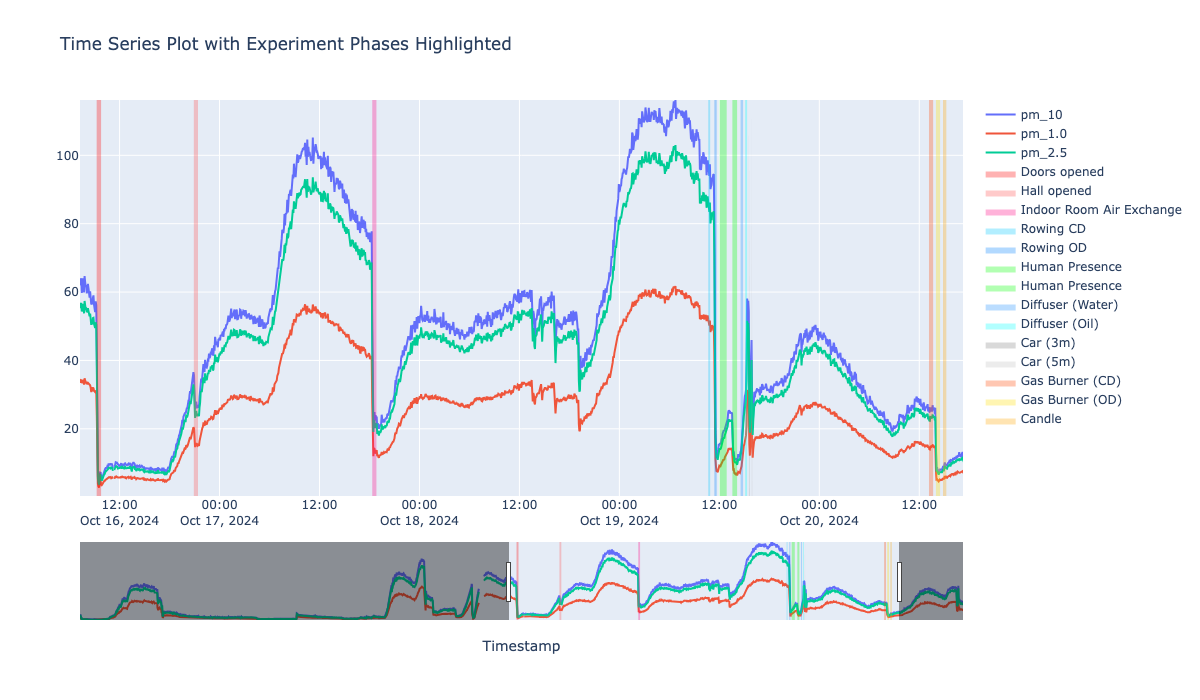 Time Series Plot with Experiment Phases Highlighted
100
80
60
40
20
12:00
Oct 16, 2024
00:00
Oct 17, 2024
12:00
00:00
Oct 18, 2024
12:00
00:00
Oct 19, 2024
12:00
00:00
Oct 20, 2024
12:00
Timestamp
pm_10
pm_1.0
pm_2.5
Doors opened
Hall opened
Indoor Room Air Exchange
Rowing CD
Rowing OD
Human Presence
Human Presence
Diffuser (Water)
Diffuser (Oil)
Car (3m)
Car (5m)
Gas Burner (CD)
Gas Burner (OD)
Candle